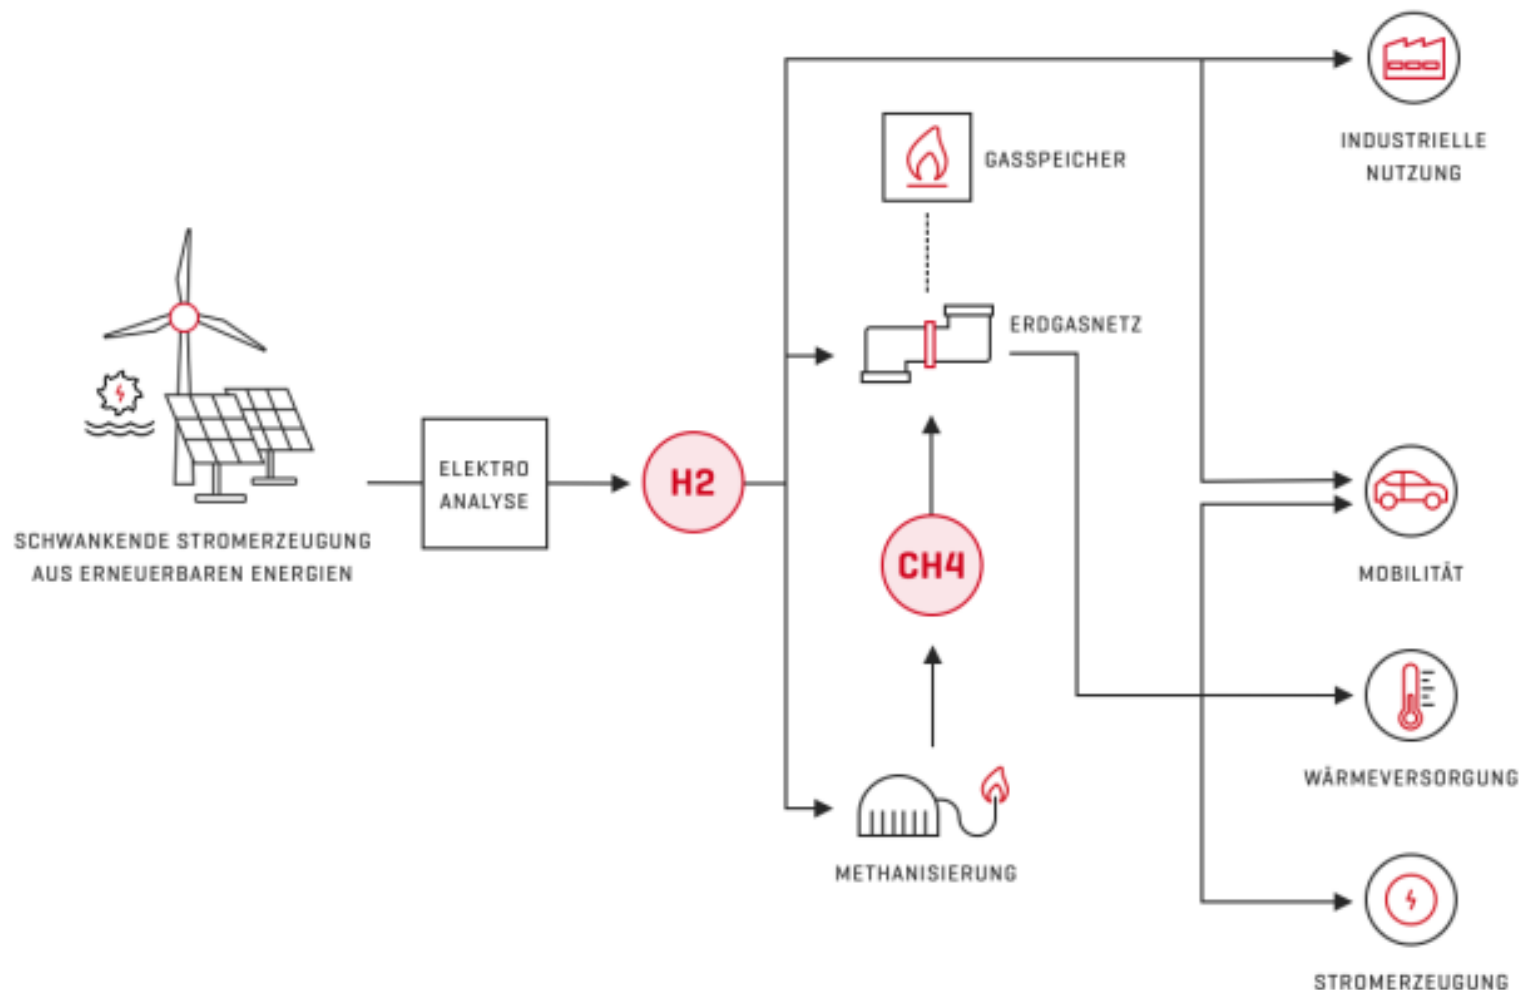 SCHWANKENDE STROMERZEUGUNG
AUS ERNEUERBAREN ENERGIEN
ELEKTRO
ANALYSE
H2
GASSPEICHER
ERDGASNETZ
CH4
METHANISIERUNG
INDUSTRIELLE
NUTZUNG
MOBILITÄT
WÄRMEVERSORGUNG
STROMERZEUGUNG